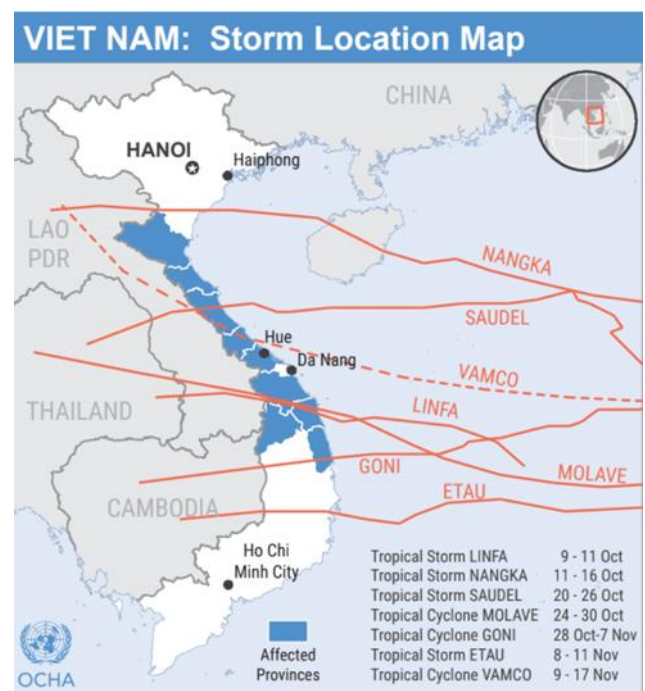 VIET NAM: Storm Location Map
CHINA
HANOI
Haiphong
LAO
PDR
NANGKA
SAUDEL
Hue
VAMCO
Da Nang
THAILAND
LINFA
GONI
MOLAVE
ETAU
CAMBODIA
Ho Chi
Minh City
Tropical Storm LINFA 9 - 11 Oct
Tropical Storm NANGKA 11 - 16 Oct
Tropical Storm SAUDEL 20 - 26 Oct
Tropical Cyclone MOLAVE 24 - 30 Oct
Tropical Cyclone GONI 28 Oct-7 Nov
Tropical Storm ETAU 8 - 11 Nov
Tropical Cyclone VAMCO 9 - 17 Nov
Affected
Provinces
OCHA